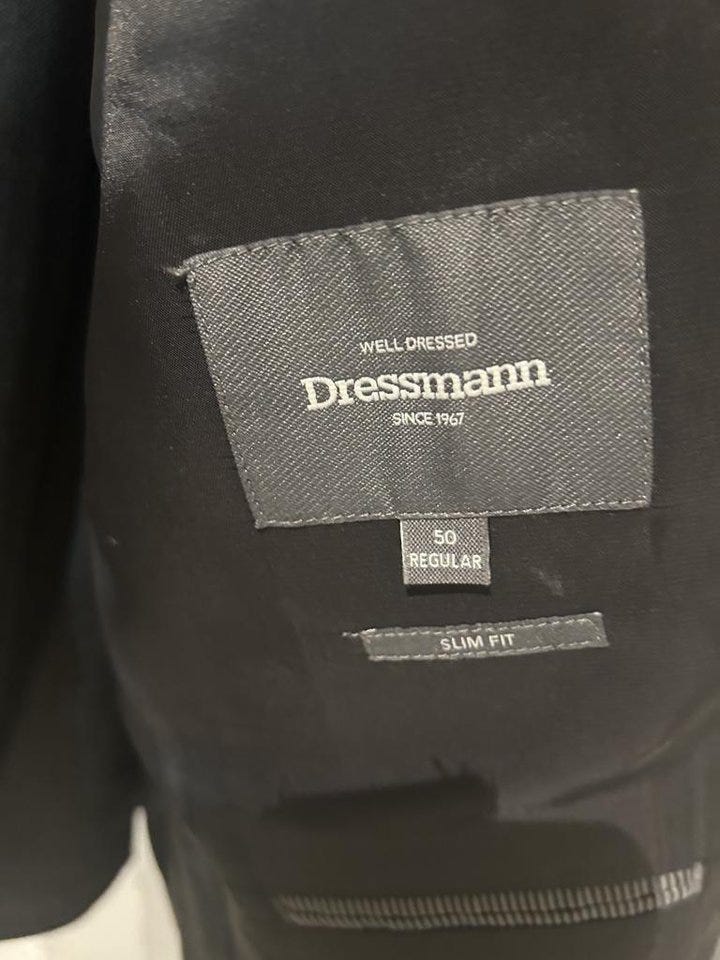 WELL DRESSED
Dressmann
SINCE 1967
50
REGULAR
SLIM FIT